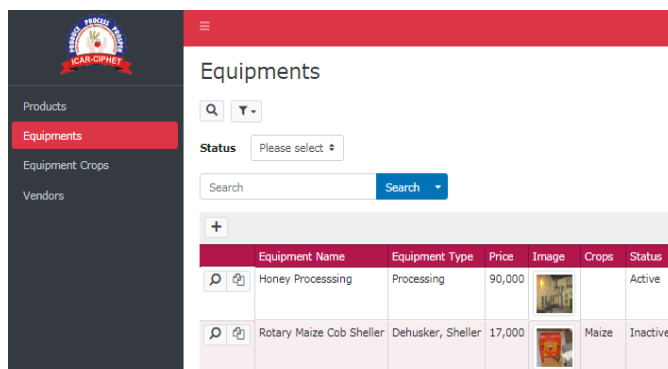 PRODUCE PROCESS PROSPER
ICAR-CIPHET
Products
Equipments
Equipment Crops
Vendors
Equipments
Status Please select
Search Search
Equipment Name Equipment Type Price Image Crops Status
Honey Processsing Processing 90,000 Active
Rotary Maize Cob Sheller Dehusker, Sheller 17,000 Maize Inactive